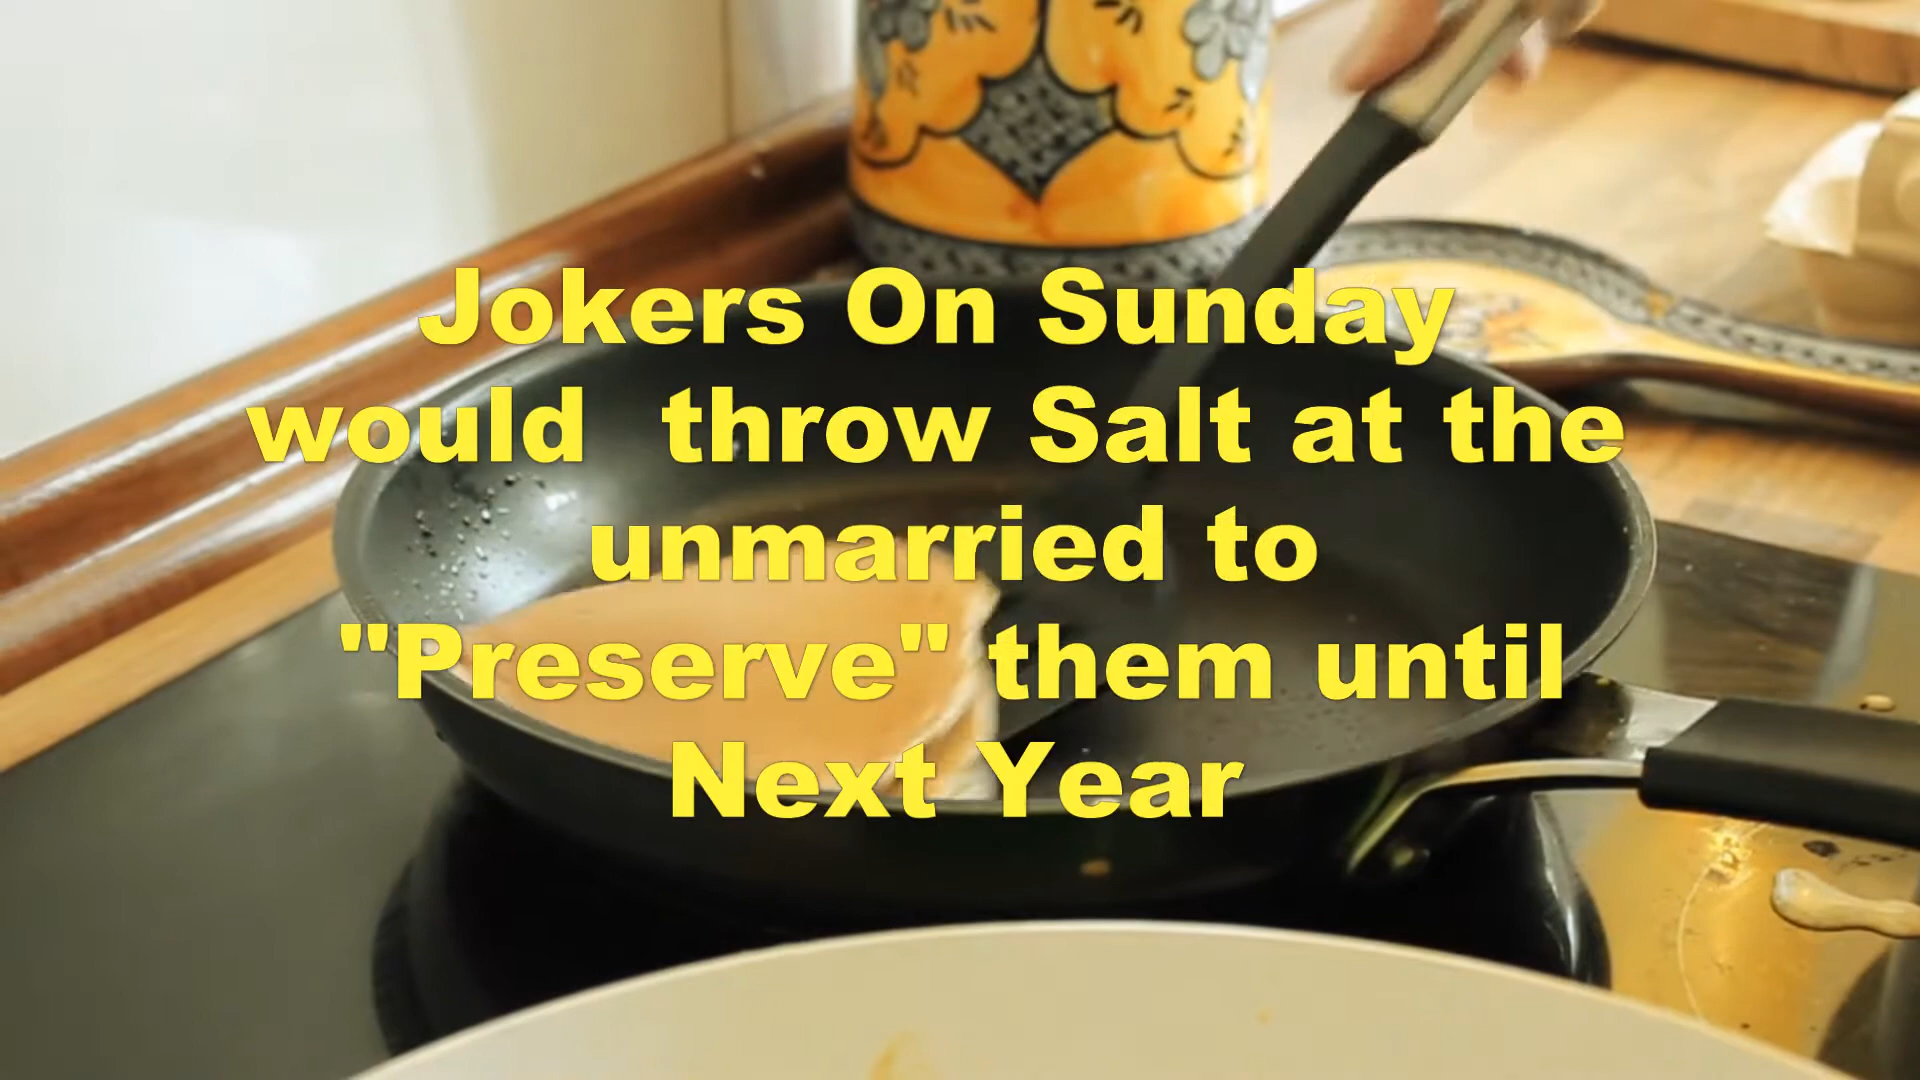 Jokers On Sunday
would  throw Salt at the
unmarried to
"Preserve" them until
Next Year